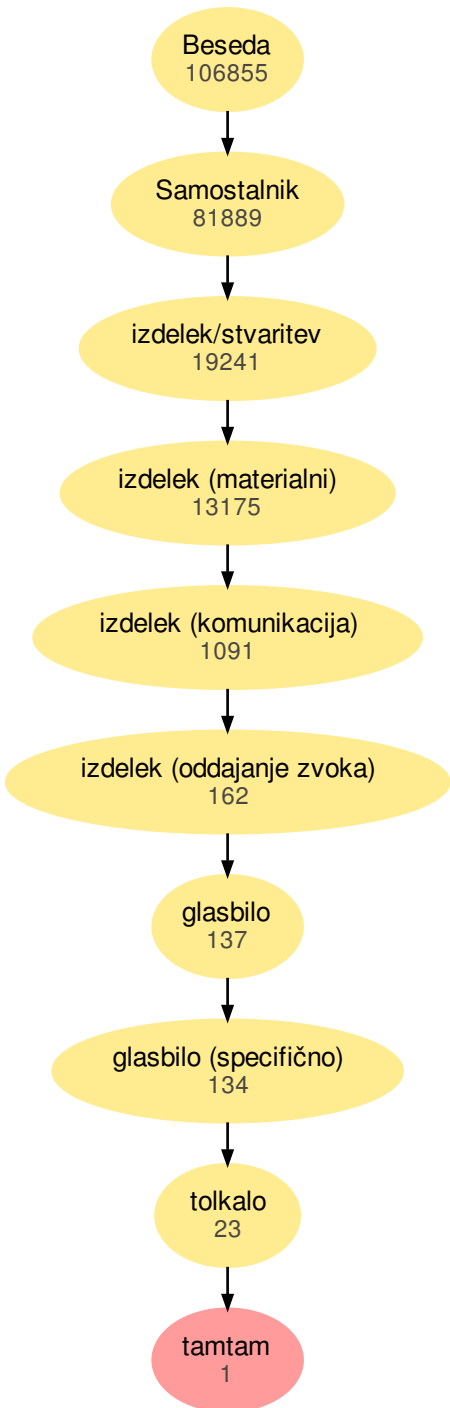 Beseda
106855
Samostalnik
81889
izdelek/stvaritev
19241
izdelek (materialni)
13175
izdelek (komunikacija)
1091
izdelek (oddajanje zvoka)
162
glasbilo
137
glasbilo (specifično)
134
tolkalo
23
tamtam
1